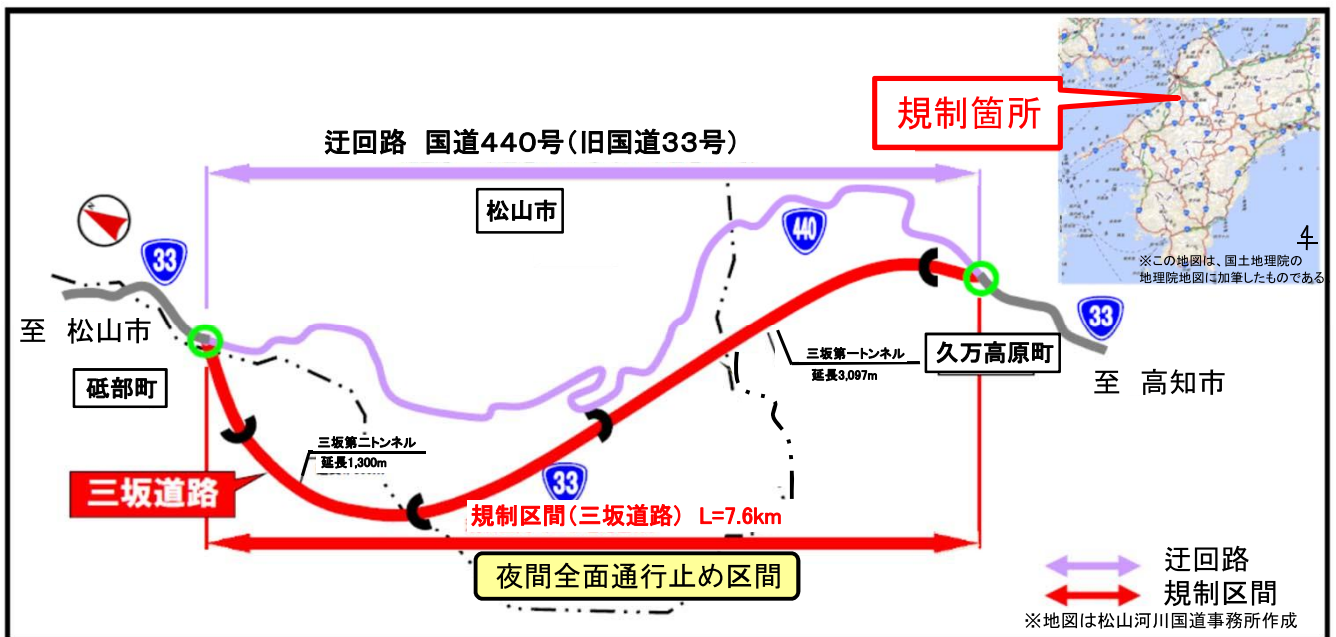 規制箇所
迂回路 国道440号(旧国道33号)
松山市
440
33
※この地図は、国土地理院の
地理院地図に加筆したものである
至 松山市
33
砥部町
三坂第一トンネル
延長3,097m
久万高原町
至 高知市
三坂第二トンネル
延長1,300m
三坂道路
33
規制区間(三坂道路) L=7.6km
夜間全面通行止め区間
迂回路
規制区間
※地図は松山河川国道事務所作成